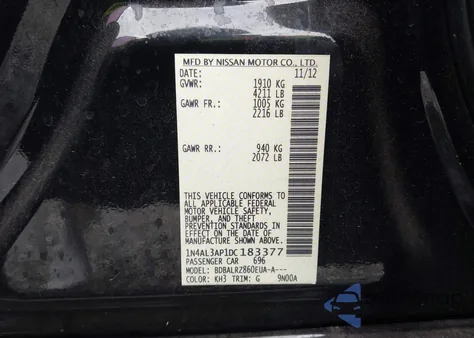 MFD BY NISSAN MOTOR CO., LTD.
DATE: 11/12
GVWR: 1910 KG
4211 LB
GAWR FR: 1005 KG
2216 LB
GAWR RR: 940 KG
2072 LB
THIS VEHICLE CONFORMS TO
ALL APPLICABLE FEDERAL
MOTOR VEHICLE SAFETY,
BUMPER, AND THEFT
PREVENTION STANDARDS IN
EFFECT ON THE DATE OF
MANUFACTURE SHOWN ABOVE.
1N4AL3AP1DC183377
PASSENGER CAR 696
MODEL: BDBALRZ860EUA-A---
COLOR: KH3 TRIM: G 9N00A